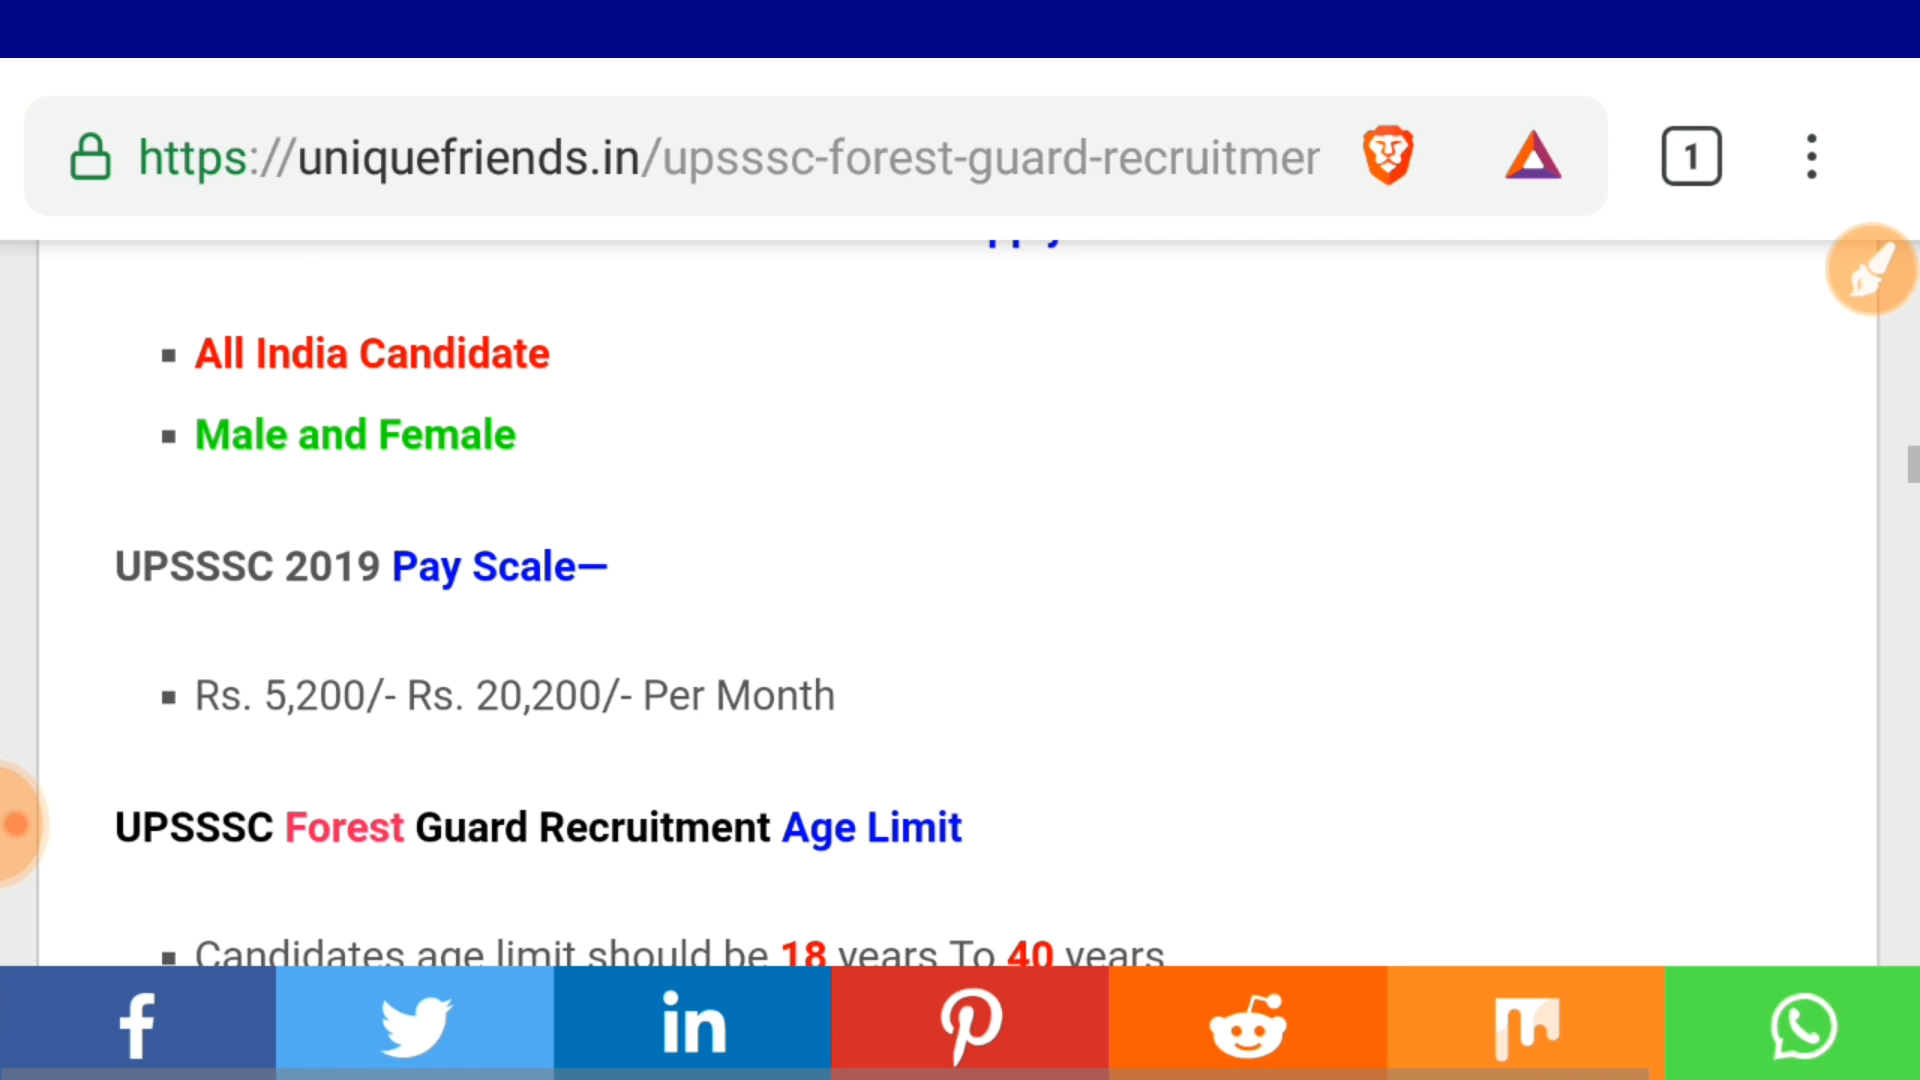 https://uniquefriends.in/upsssc-forest-guard-recruitmer
1
All India Candidate
Male and Female
UPSSSC 2019 Pay Scale—
Rs. 5,200/- Rs. 20,200/- Per Month
UPSSSC Forest Guard Recruitment Age Limit
Candidates age limit should be 18 years To 40 years